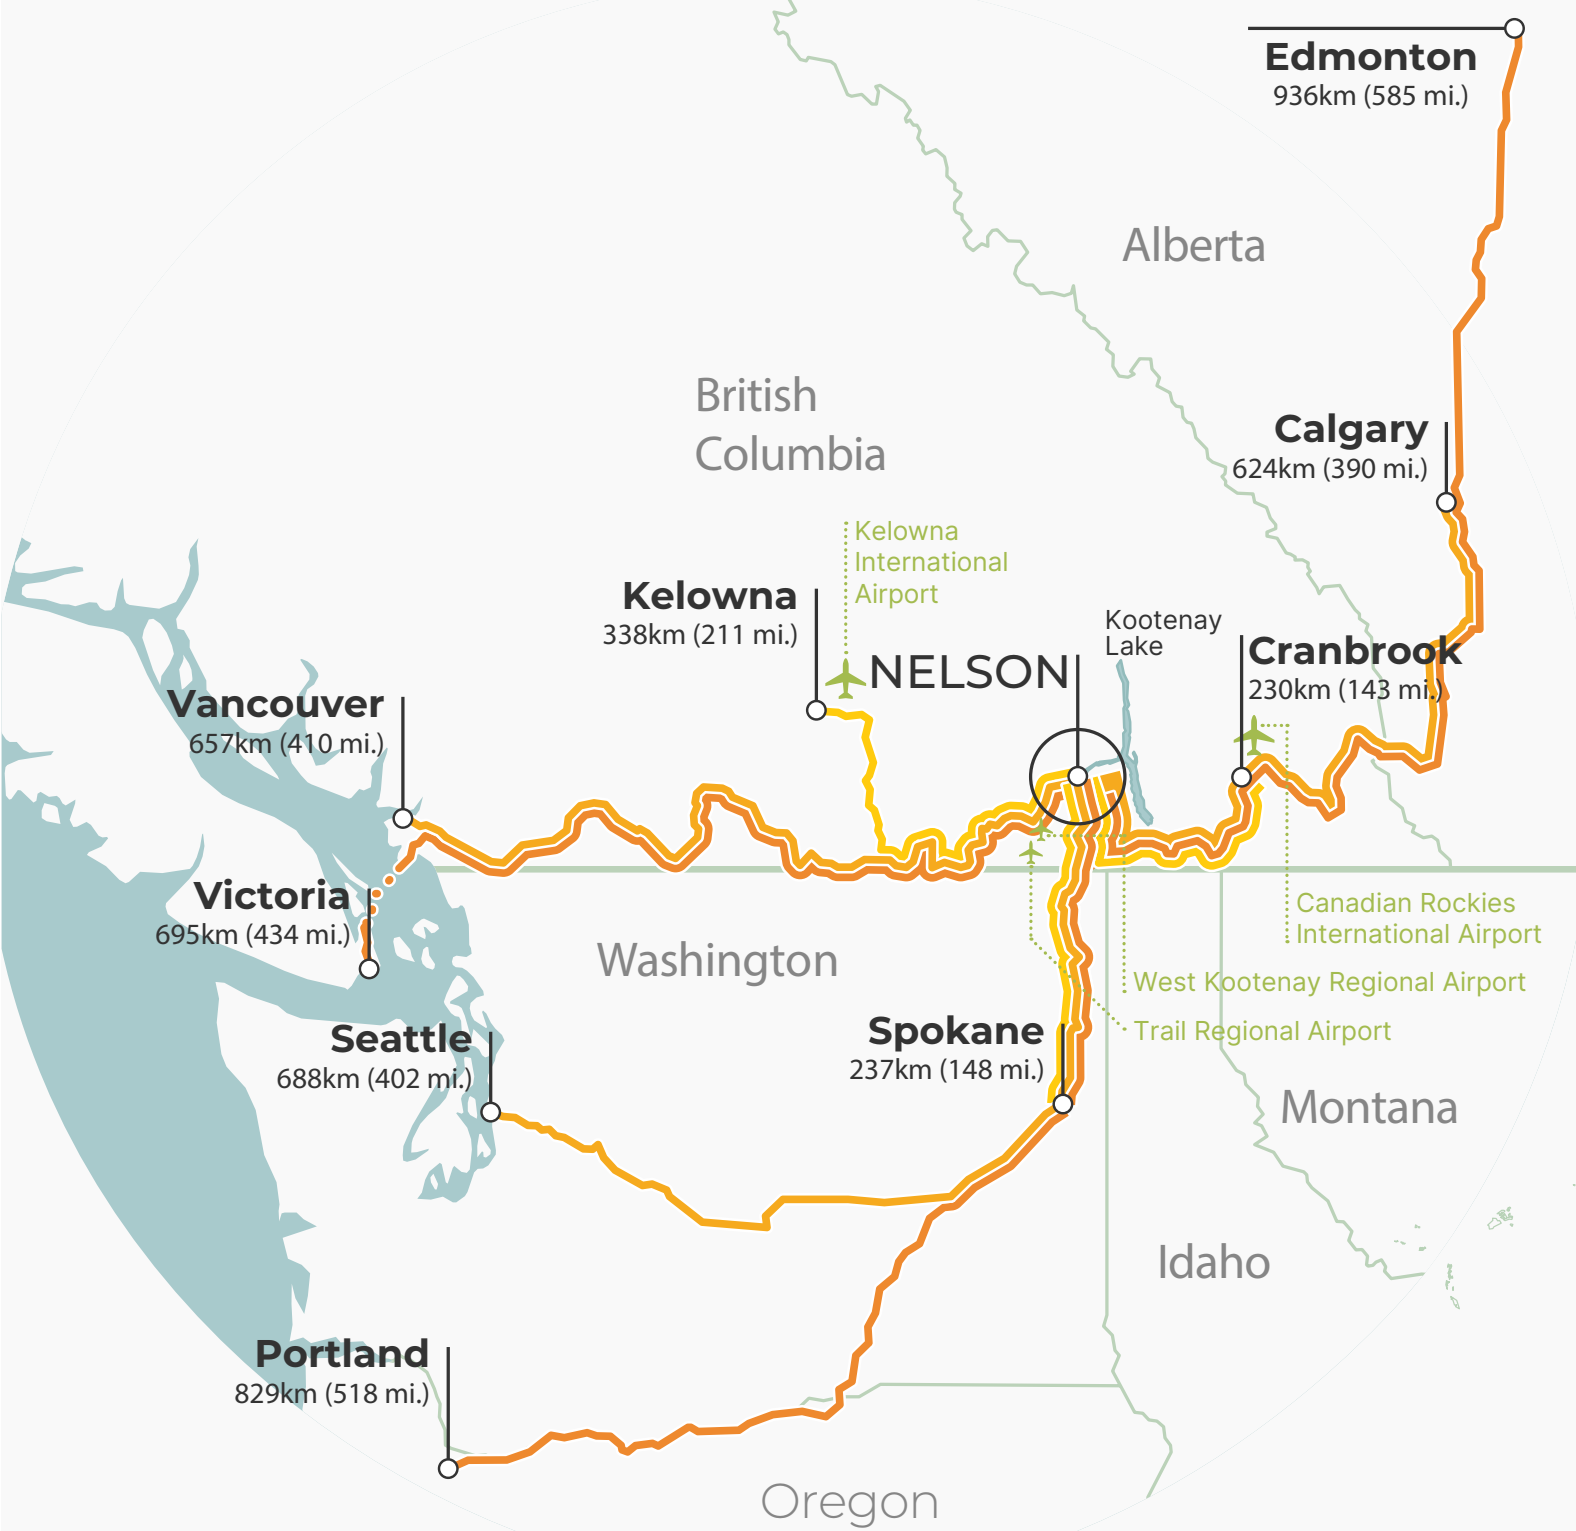 Edmonton
936km (585 mi.)
Alberta
British
Columbia
Calgary
624km (390 mi.)
Kelowna
International
Airport
Kelowna
338km (211 mi.)
Kootenay
Lake
NELSON
Cranbrook
230km (143 mi.)
Vancouver
657km (410 mi.)
Victoria
695km (434 mi.)
Canadian Rockies
International Airport
Washington
West Kootenay Regional Airport
Trail Regional Airport
Seattle
688km (402 mi.)
Spokane
237km (148 mi.)
Montana
Idaho
Portland
829km (518 mi.)
Oregon